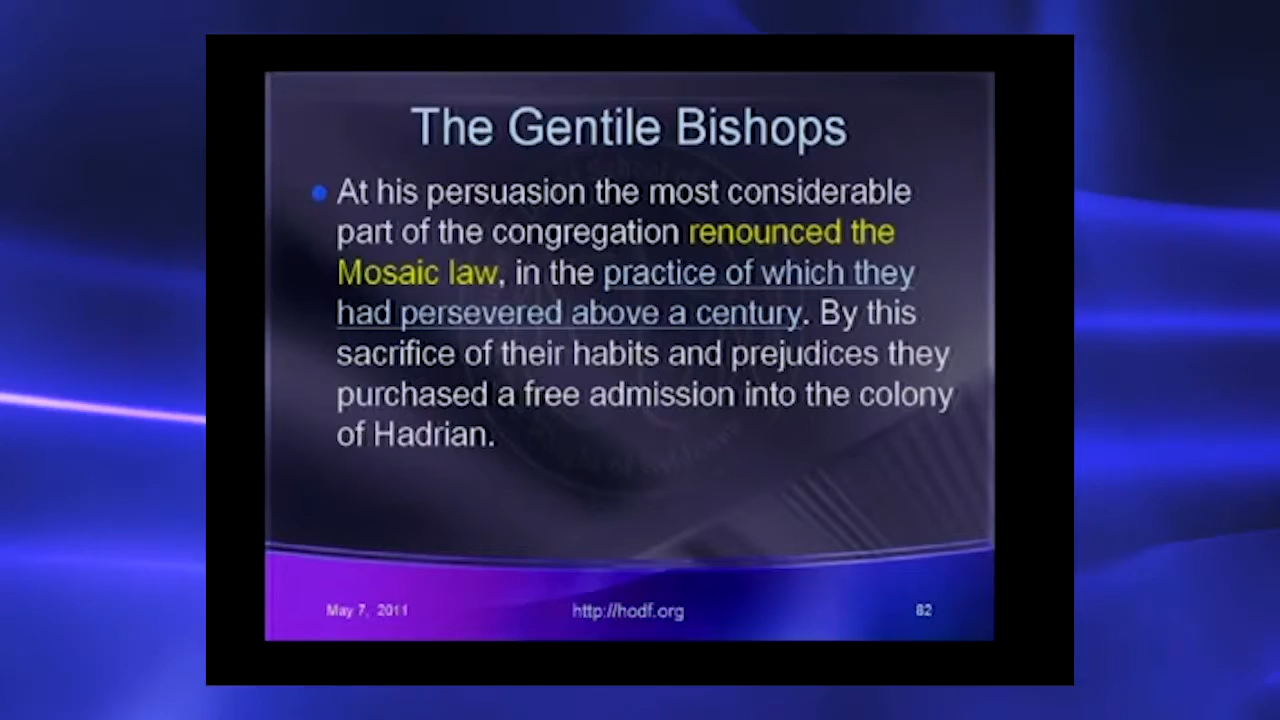 The Gentile Bishops
At his persuasion the most considerable
part of the congregation renounced the
Mosaic law, in the practice of which they
had persevered above a century. By this
sacrifice of their habits and prejudices they
purchased a free admission into the colony
of Hadrian.
May 7, 2011 http://hodf.org 82